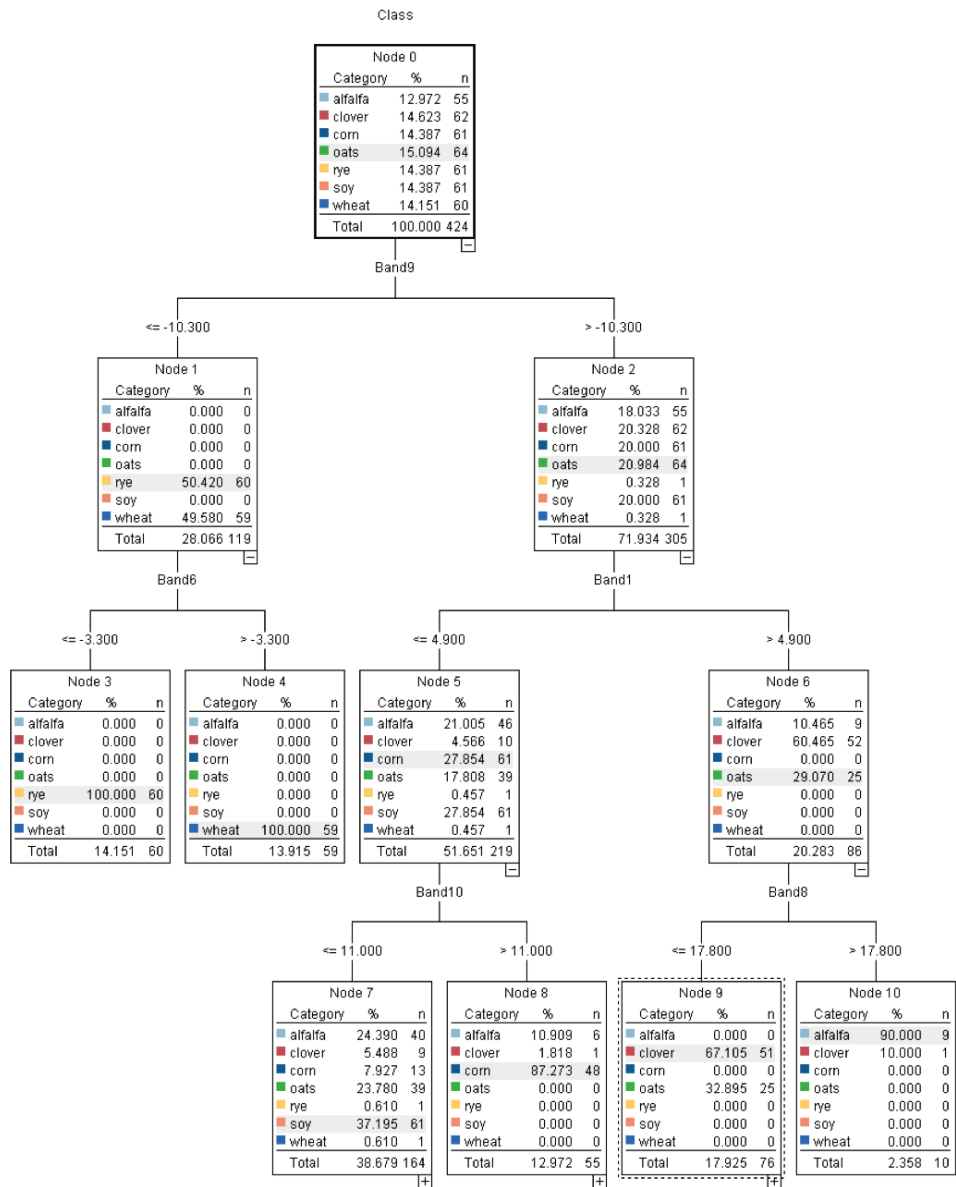 Class
Node 0
Category % n
alfalfa 12.972 55
clover 14.623 62
corn 14.387 61
oats 15.094 64
rye 14.387 61
soy 14.387 61
wheat 14.151 60
Total 100.000 424
Band9
<= -10.300
> -10.300
Node 1
Category % n
alfalfa 0.000 0
clover 0.000 0
corn 0.000 0
oats 0.000 0
rye 50.420 60
soy 0.000 0
wheat 49.580 59
Total 28.066 119
Node 2
Category % n
alfalfa 18.033 55
clover 20.328 62
corn 20.000 61
oats 20.984 64
rye 0.328 1
soy 20.000 61
wheat 0.328 1
Total 71.934 305
Band6
Band1
<= -3.300
> -3.300
<= 4.900
> 4.900
Node 3
Category % n
alfalfa 0.000 0
clover 0.000 0
corn 0.000 0
oats 0.000 0
rye 100.000 60
soy 0.000 0
wheat 0.000 0
Total 14.151 60
Node 4
Category % n
alfalfa 0.000 0
clover 0.000 0
corn 0.000 0
oats 0.000 0
rye 0.000 0
soy 0.000 0
wheat 100.000 59
Total 13.915 59
Node 5
Category % n
alfalfa 21.005 46
clover 4.566 10
corn 27.854 61
oats 17.808 39
rye 0.457 1
soy 27.854 61
wheat 0.457 1
Total 51.651 219
Node 6
Category % n
alfalfa 10.465 9
clover 60.465 52
corn 0.000 0
oats 29.070 25
rye 0.000 0
soy 0.000 0
wheat 0.000 0
Total 20.283 86
Band10
Band8
<= 11.000
> 11.000
<= 17.800
> 17.800
Node 7
Category % n
alfalfa 24.390 40
clover 5.488 9
corn 7.927 13
oats 23.780 39
rye 0.610 1
soy 37.195 61
wheat 0.610 1
Total 38.679 164
Node 8
Category % n
alfalfa 10.909 6
clover 1.818 1
corn 87.273 48
oats 0.000 0
rye 0.000 0
soy 0.000 0
wheat 0.000 0
Total 12.972 55
Node 9
Category % n
alfalfa 0.000 0
clover 67.105 51
corn 0.000 0
oats 32.895 25
rye 0.000 0
soy 0.000 0
wheat 0.000 0
Total 17.925 76
Node 10
Category % n
alfalfa 90.000 9
clover 10.000 1
corn 0.000 0
oats 0.000 0
rye 0.000 0
soy 0.000 0
wheat 0.000 0
Total 2.358 10